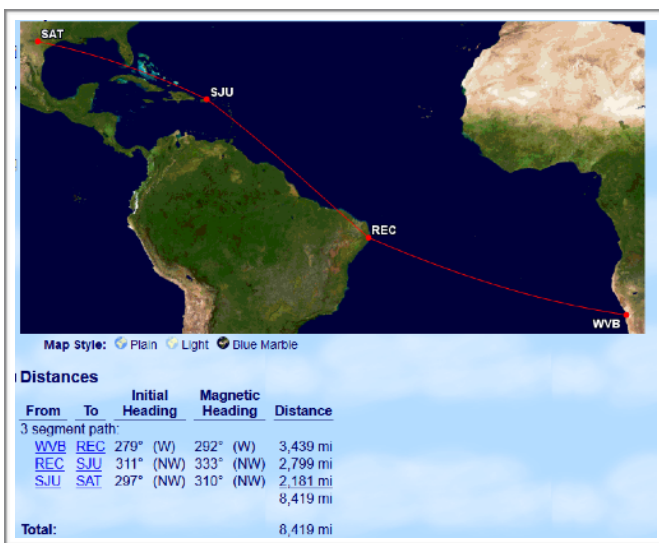 SAT
SJU
REC
WVB
Map Style: Plain Light Blue Marble
Distances
Initial Magnetic
From To Heading Heading Distance
3 segment path:
WVB REC 279° (W) 292° (W) 3,439 mi
REC SJU 311° (NW) 333° (NW) 2,799 mi
SJU SAT 297° (NW) 310° (NW) 2,181 mi
8,419 mi
Total: 8,419 mi